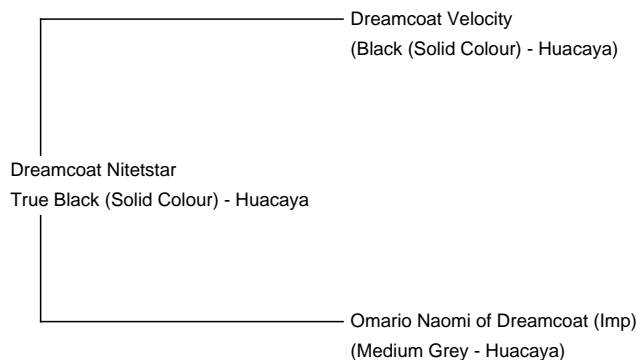 Dreamcoat Velocity
(Black (Solid Colour) - Huacaya)
Dreamcoat Nitetstar
True Black (Solid Colour) - Huacaya
Omario Naomi of Dreamcoat (Imp)
(Medium Grey - Huacaya)